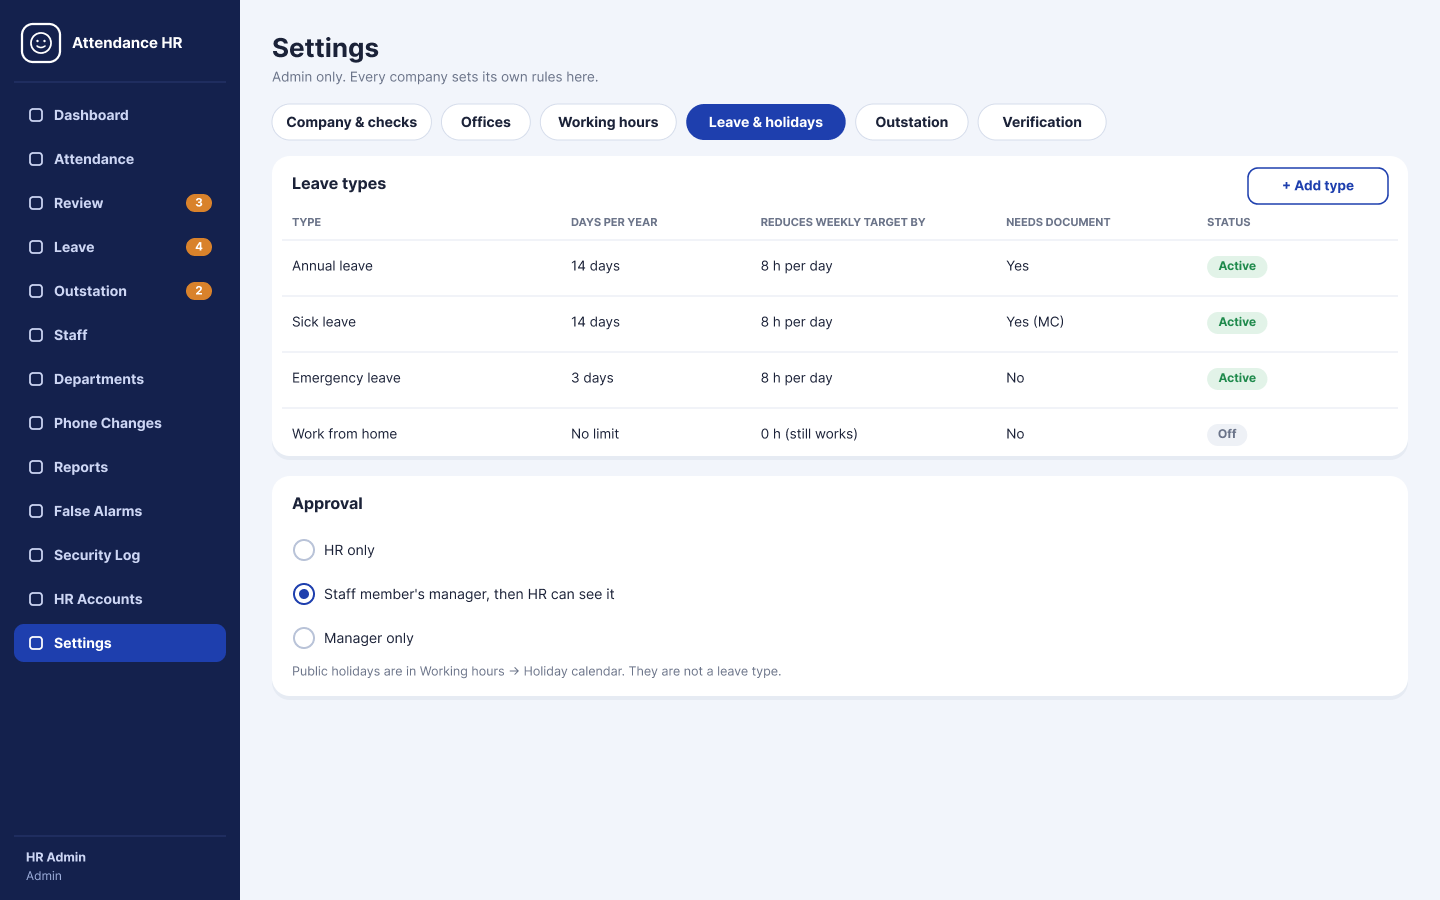 Attendance HR
Dashboard
Attendance
Review 3
Leave 4
Outstation 2
Staff
Departments
Phone Changes
Reports
False Alarms
Security Log
HR Accounts
Settings
HR Admin
Admin
Settings
Admin only. Every company sets its own rules here.
Company & checks Offices Working hours Leave & holidays Outstation Verification
Leave types + Add type
TYPE DAYS PER YEAR REDUCES WEEKLY TARGET BY NEEDS DOCUMENT STATUS
Annual leave 14 days 8 h per day Yes Active
Sick leave 14 days 8 h per day Yes (MC) Active
Emergency leave 3 days 8 h per day No Active
Work from home No limit 0 h (still works) No Off
Approval
HR only
Staff member's manager, then HR can see it
Manager only
Public holidays are in Working hours → Holiday calendar. They are not a leave type.